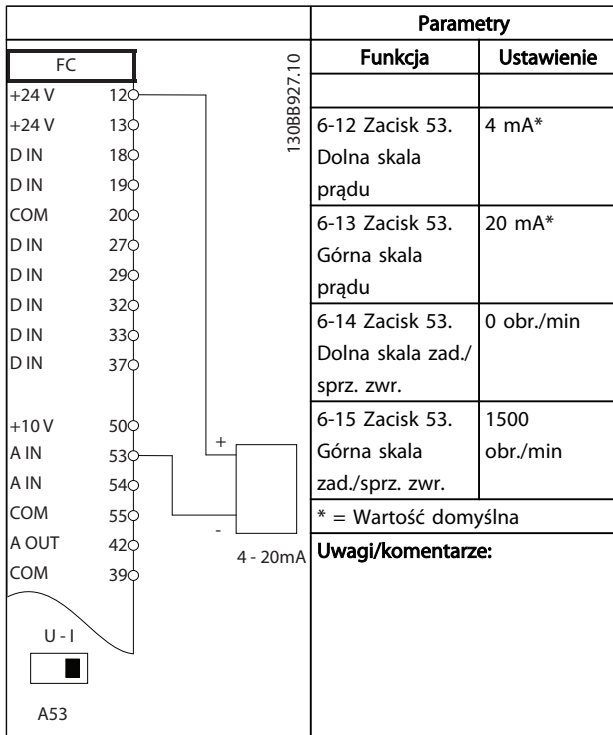 FC
+24 V 12
+24 V 13
D IN 18
D IN 19
COM 20
D IN 27
D IN 29
D IN 32
D IN 33
D IN 37
+10 V 50
A IN 53
A IN 54
COM 55
A OUT 42
COM 39
+
-
4 - 20mA
U - I
A53
130BB927.10
Parametry
Funkcja Ustawienie
6-12 Zacisk 53. 4 mA*
Dolna skala
prądu
6-13 Zacisk 53. 20 mA*
Górna skala
prądu
6-14 Zacisk 53. 0 obr./min
Dolna skala zad./
sprz. zwr.
6-15 Zacisk 53. 1500
Górna skala obr./min
zad./sprz. zwr.
* = Wartość domyślna
Uwagi/komentarze: